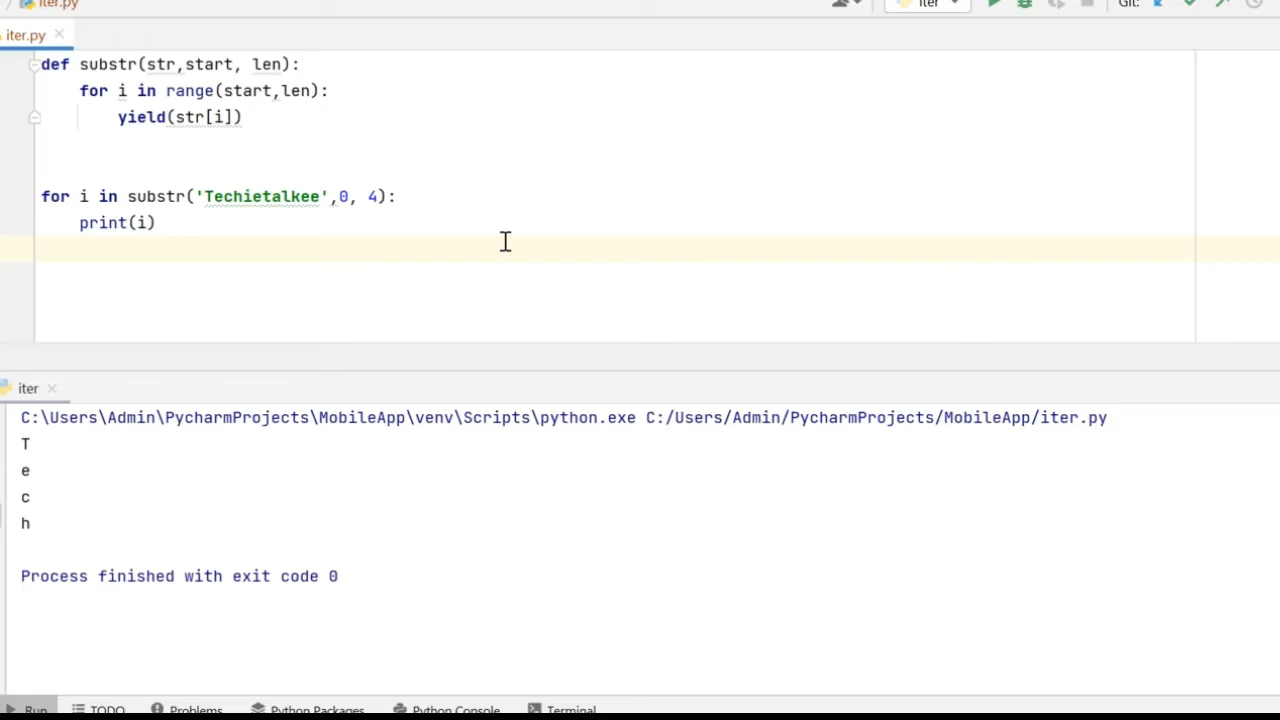 iter.py
iter
Git:
iter.py
def substr(str,start, len):
for i in range(start,len):
yield(str[i])
for i in substr('Techietalkee',0, 4):
print(i)
iter
C:\Users\Admin\PycharmProjects\MobileApp\venv\Scripts\python.exe C:/Users/Admin/PycharmProjects/MobileApp/iter.py
T
e
c
h
Process finished with exit code 0
Run
TODO
Problems
Python Packages
Python Console
Terminal